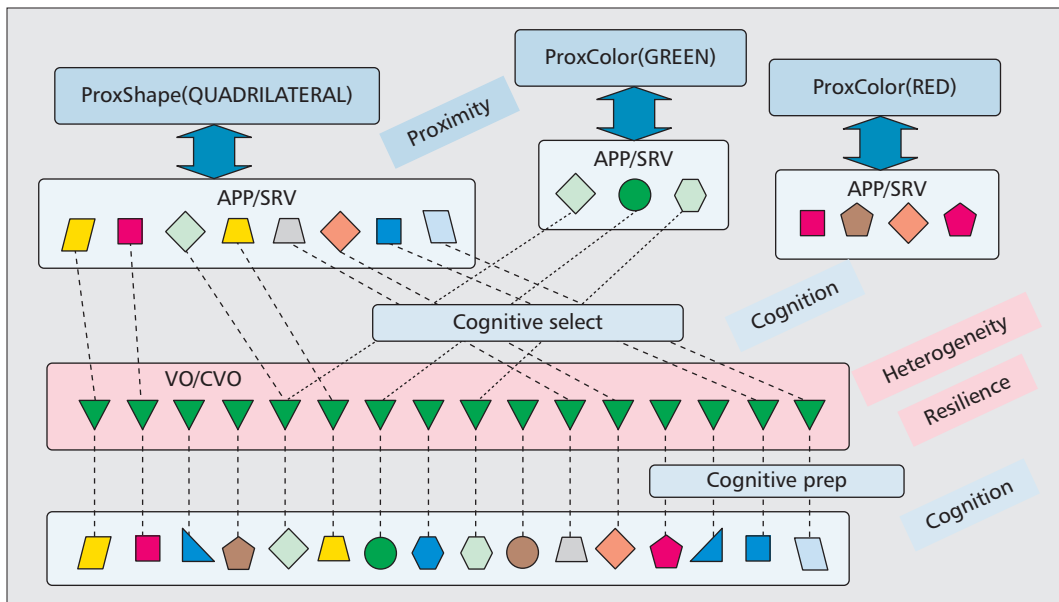 ProxShape(QUADRILATERAL)
ProxColor(GREEN)
ProxColor(RED)
Proximity
APP/SRV
APP/SRV
APP/SRV
Cognitive select
Cognition
Heterogeneity
Resilience
VO/CVO
Cognitive prep
Cognition